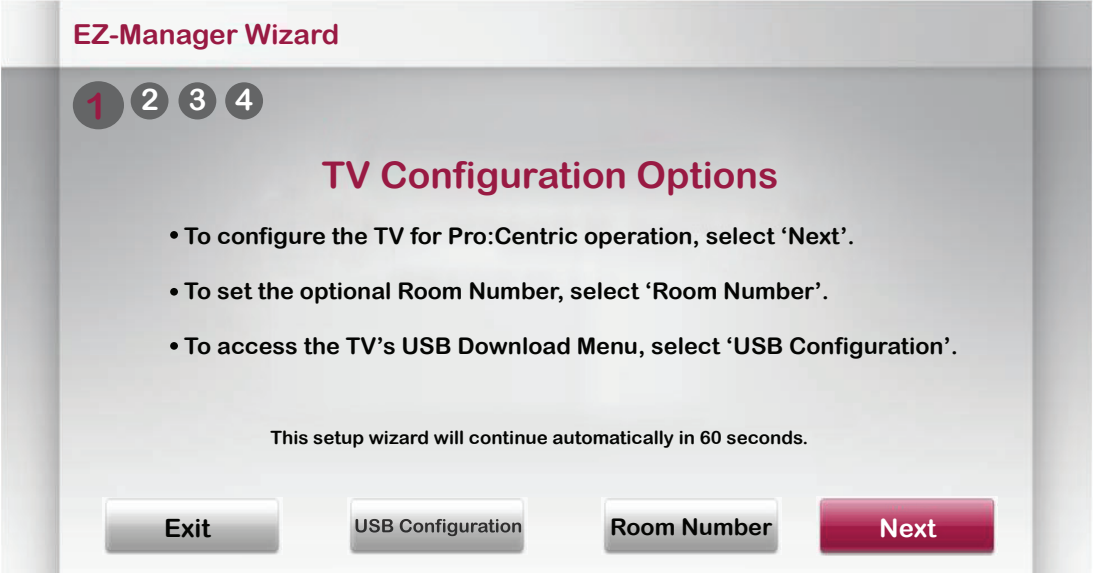 EZ-Manager Wizard
1 2 3 4
TV Configuration Options
• To configure the TV for Pro:Centric operation, select ‘Next’.
• To set the optional Room Number, select ‘Room Number’.
• To access the TV’s USB Download Menu, select ‘USB Configuration’.
This setup wizard will continue automatically in 60 seconds.
Exit USB Configuration Room Number Next